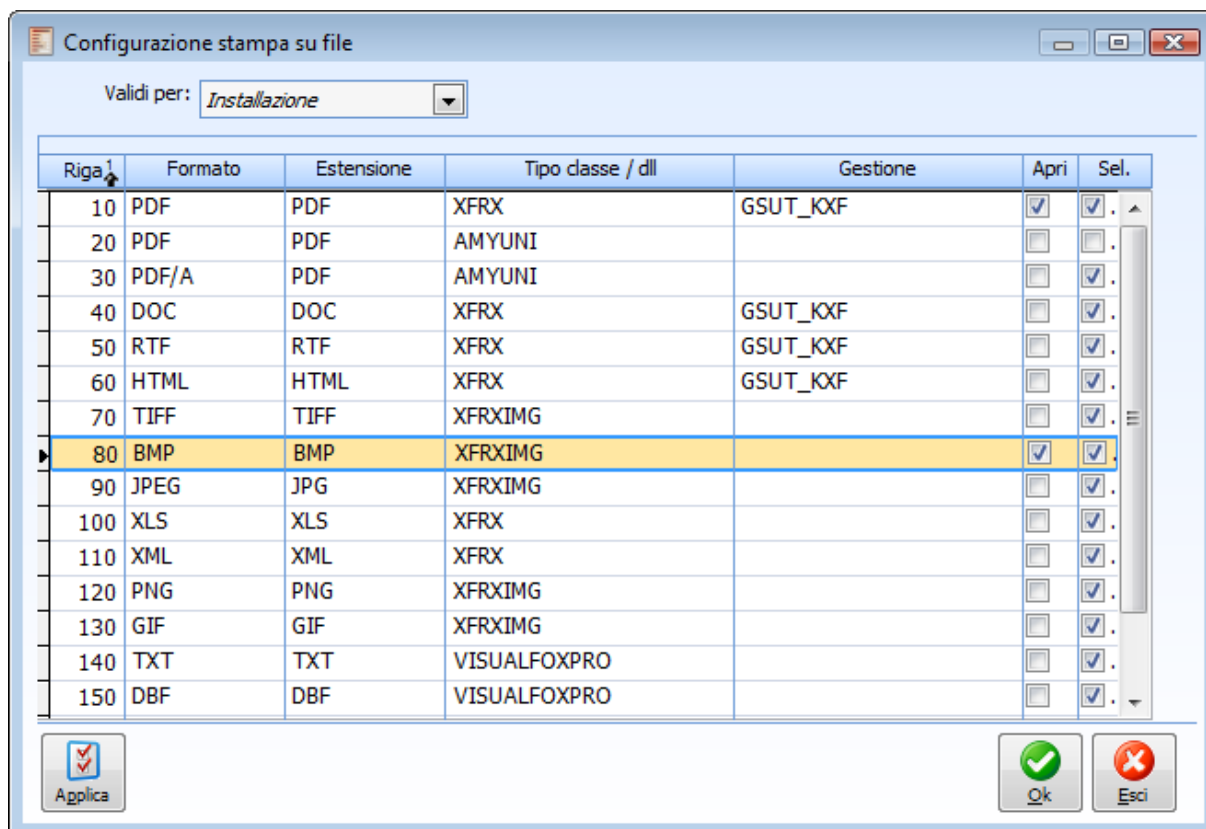 Configurazione stampa su file
Validi per: Installazione
Riga 1 Formato Estensione Tipo classe / dll Gestione Apri Sel.
10 PDF PDF XFRX GSUT_KXF .
20 PDF PDF AMYUNI .
30 PDF/A PDF AMYUNI .
40 DOC DOC XFRX GSUT_KXF .
50 RTF RTF XFRX GSUT_KXF .
60 HTML HTML XFRX GSUT_KXF .
70 TIFF TIFF XFRXIMG .
80 BMP BMP XFRXIMG .
90 JPEG JPG XFRXIMG .
100 XLS XLS XFRX .
110 XML XML XFRX .
120 PNG PNG XFRXIMG .
130 GIF GIF XFRXIMG .
140 TXT TXT VISUALFOXPRO .
150 DBF DBF VISUALFOXPRO .
Applica Ok Esci